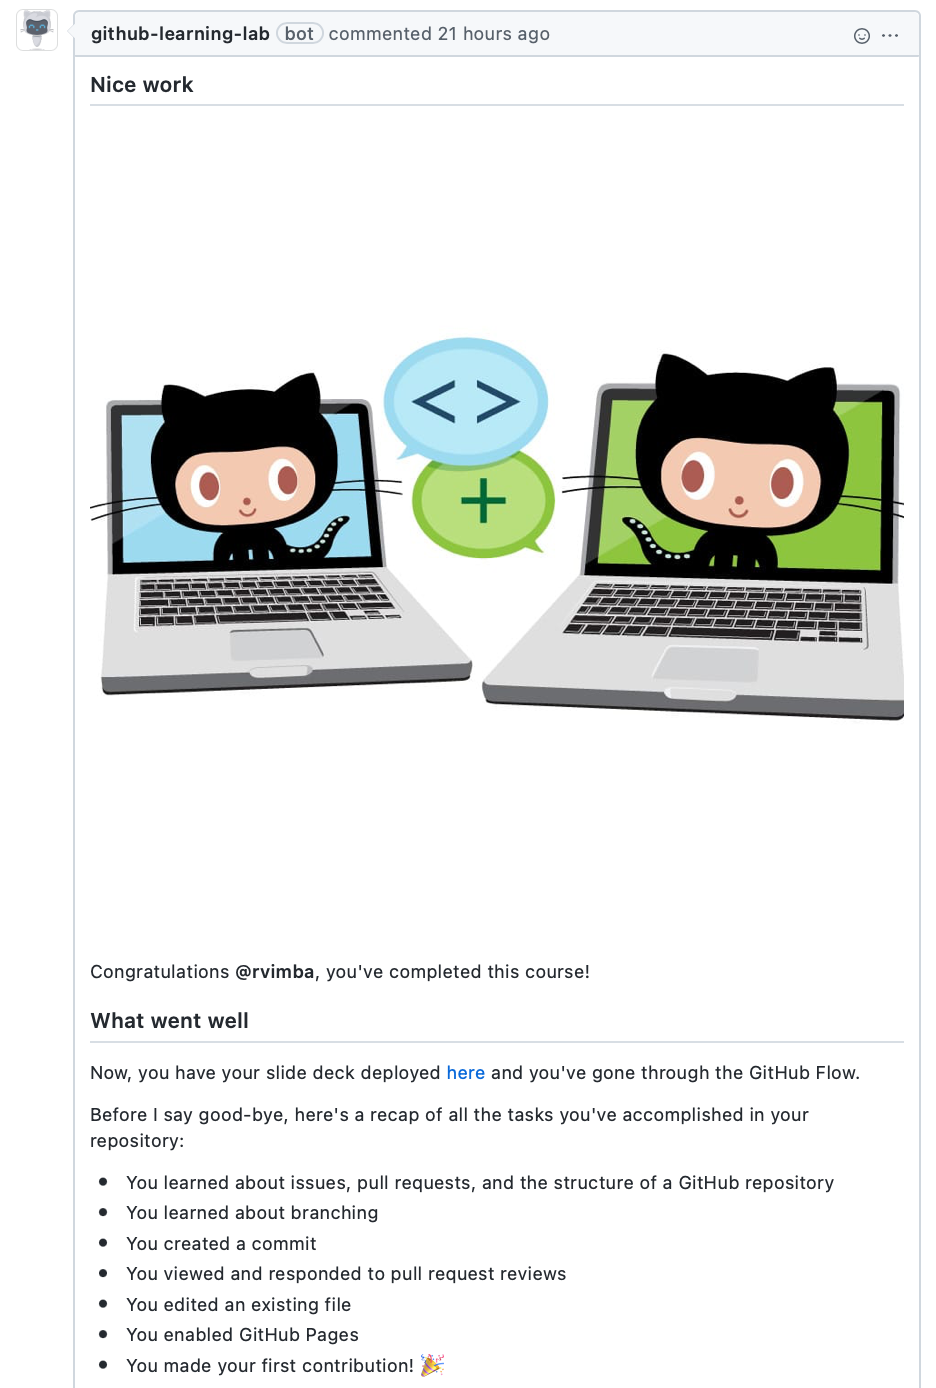 github-learning-lab bot commented 21 hours ago
Nice work
< >
+
Congratulations @rvimba, you've completed this course!
What went well
Now, you have your slide deck deployed here and you've gone through the GitHub Flow.
Before I say good-bye, here's a recap of all the tasks you've accomplished in your
repository:
• You learned about issues, pull requests, and the structure of a GitHub repository
• You learned about branching
• You created a commit
• You viewed and responded to pull request reviews
• You edited an existing file
• You enabled GitHub Pages
• You made your first contribution! 🎉